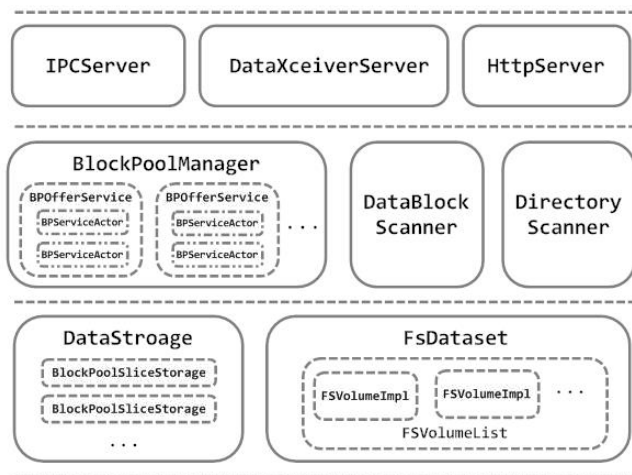 IPCServer
DataXceiverServer
HttpServer
BlockPoolManager
BPOfferService
BPServiceActor
BPServiceActor
BPOfferService
BPServiceActor
BPServiceActor
...
DataBlock
Scanner
Directory
Scanner
DataStroage
BlockPoolSliceStorage
BlockPoolSliceStorage
...
FsDataset
FSVolumeImpl
FSVolumeImpl
...
FSVolumeList